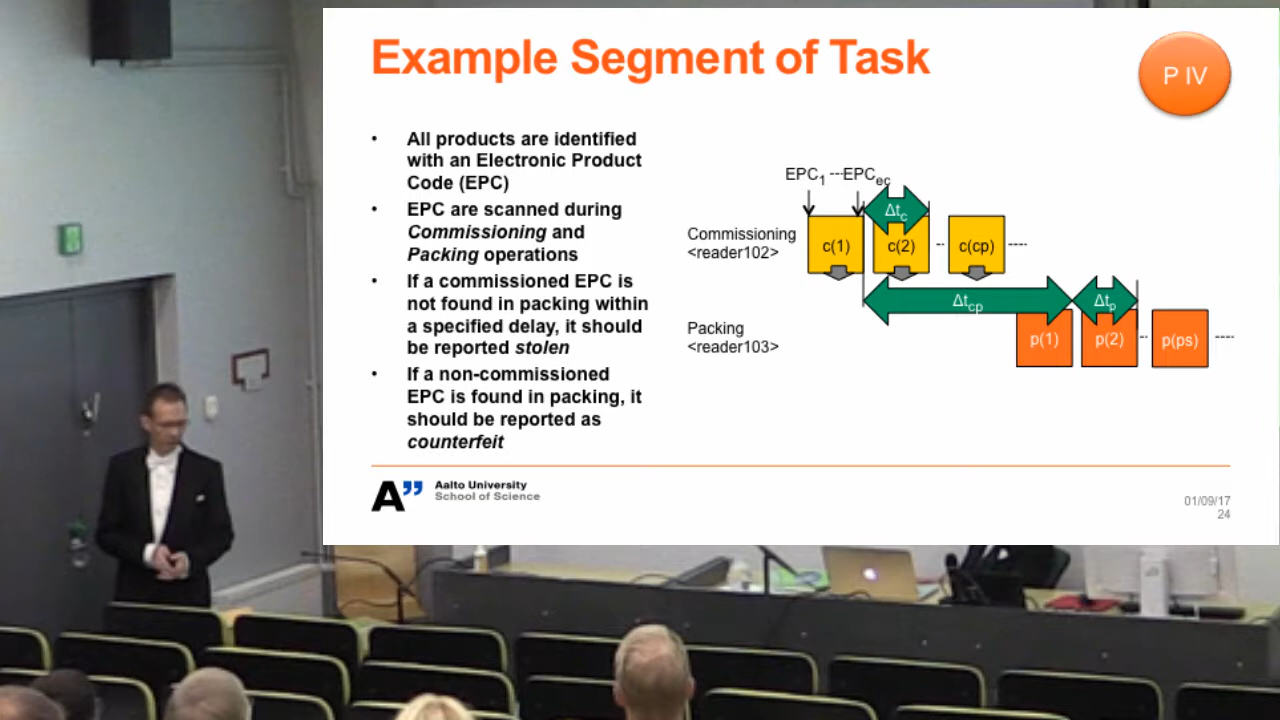 Example Segment of Task
P IV
• All products are identified
with an Electronic Product
Code (EPC)
• EPC are scanned during
Commissioning and
Packing operations
• If a commissioned EPC is
not found in packing within
a specified delay, it should
be reported stolen
• If a non-commissioned
EPC is found in packing, it
should be reported as
counterfeit
EPC1 ---EPCec
Δtc
Commissioning
<reader102>
c(1) c(2) -- c(cp) ----
Δtcp Δtp
Packing
<reader103>
p(1) p(2) -- p(ps) ----
A”
Aalto University
School of Science
01/09/17
24